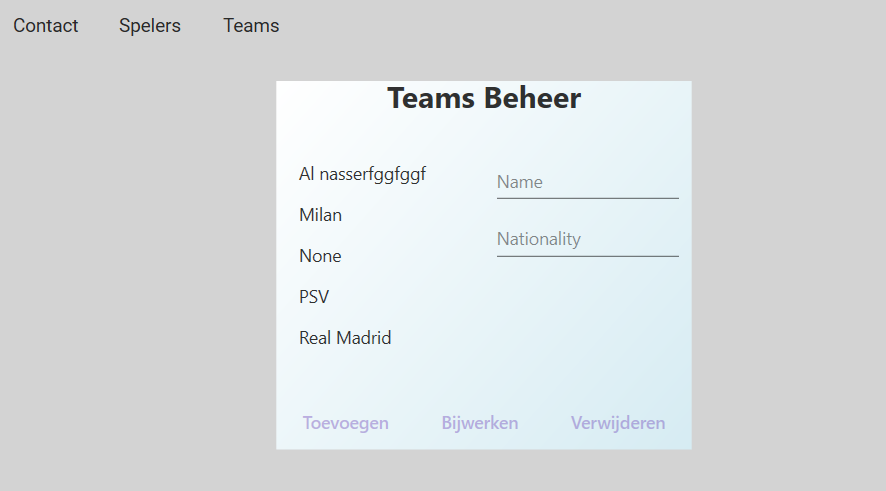 Contact Spelers Teams
Teams Beheer
Al nasserfggfggf
Milan
None
PSV
Real Madrid
Name
Nationality
Toevoegen Bijwerken Verwijderen